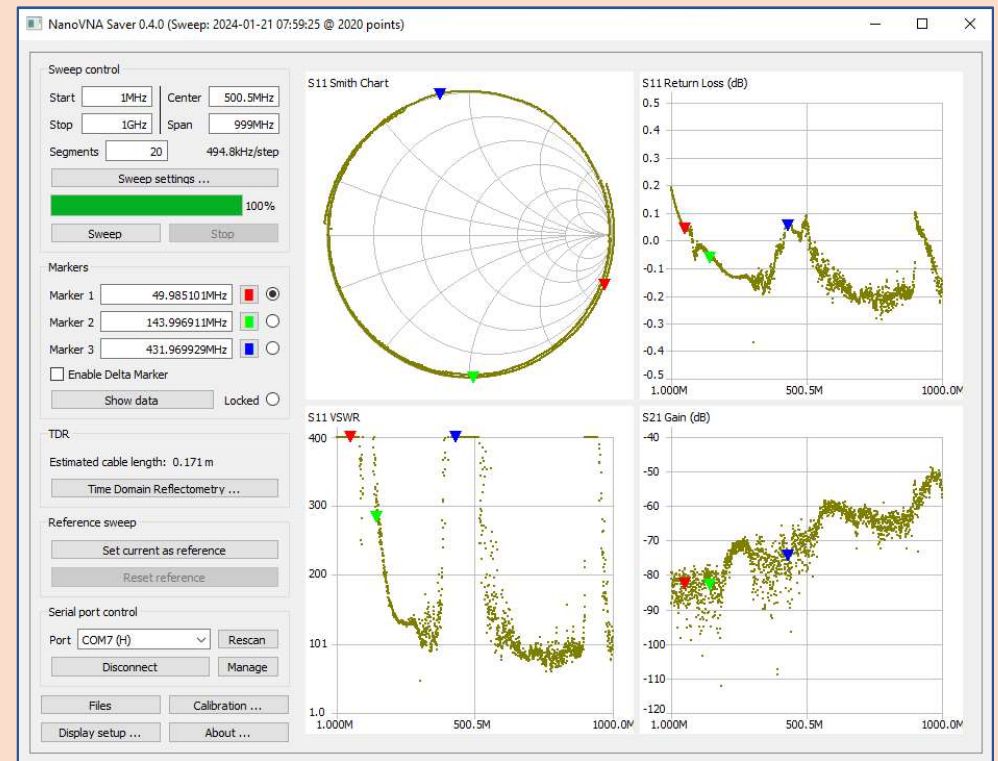 NanoVNA Saver 0.4.0 (Sweep: 2024-01-21 07:59:25 @ 2020 points)
Sweep control
Start 1MHz Center 500.5MHz
Stop 1GHz Span 999MHz
Segments 20 494.8kHz/step
Sweep settings ...
100%
Sweep Stop
Markers
Marker 1 49.985101MHz
Marker 2 143.996911MHz
Marker 3 431.969929MHz
Enable Delta Marker
Show data Locked
TDR
Estimated cable length: 0.171 m
Time Domain Reflectometry ...
Reference sweep
Set current as reference
Reset reference
Serial port control
Port COM7 (H) Rescan
Disconnect Manage
Files Calibration ...
Display setup ... About ...
S11 Smith Chart
S11 Return Loss (dB)
0.5
0.4
0.3
0.2
0.1
0.0
-0.1
-0.2
-0.3
-0.4
-0.5
1.000M 500.5M 1000.0M
S11 VSWR
400
300
200
101
1.0
1.000M 500.5M 1000.0M
S21 Gain (dB)
-40
-50
-60
-70
-80
-90
-100
-110
-120
1.000M 500.5M 1000.0M